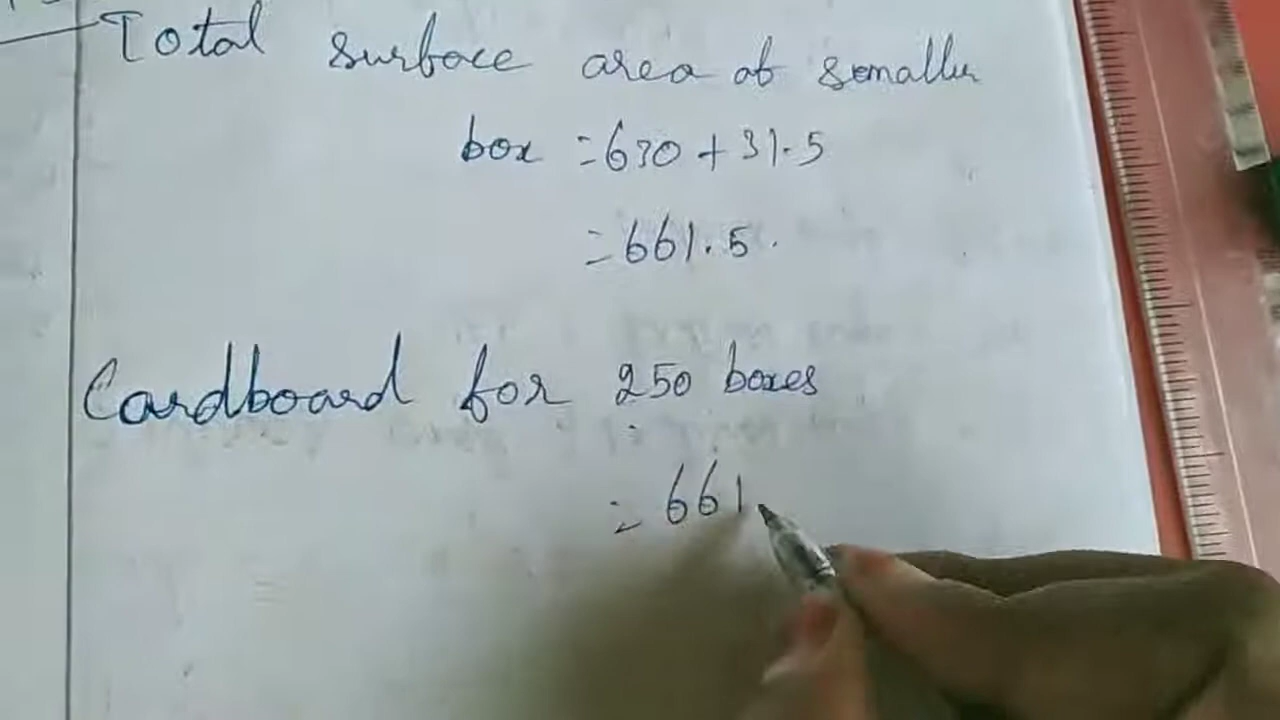 Total surface area of smaller
box = 630 + 31.5
= 661.5.
Cardboard for 250 boxes
= 661.